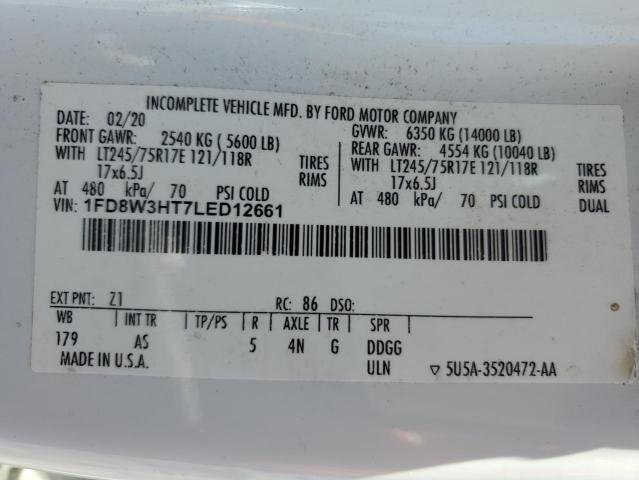 INCOMPLETE VEHICLE MFD. BY FORD MOTOR COMPANY
DATE: 02/20 GVWR: 6350 KG (14000 LB)
FRONT GAWR: 2540 KG ( 5600 LB) REAR GAWR: 4554 KG (10040 LB)
WITH LT245/75R17E 121/118R TIRES WITH LT245/75R17E 121/118R TIRES
17x6.5J RIMS 17x6.5J RIMS
AT 480 kPa/ 70 PSI COLD AT 480 kPa/ 70 PSI COLD DUAL
VIN: 1FD8W3HT7LED12661
EXT PNT: Z1 RC: 86 DSO:
WB INT TR TP/PS R AXLE TR SPR
179 AS 5 4N G DDGG
MADE IN U.S.A. ULN ▽ 5U5A-3520472-AA